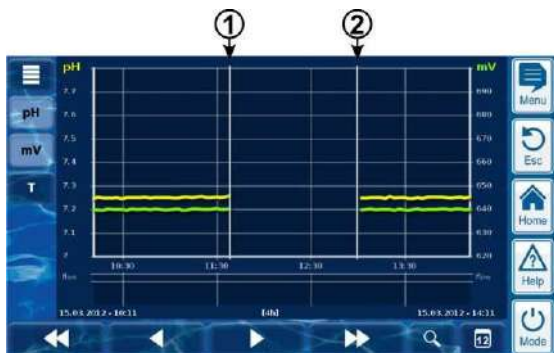 1 2
pH mV
7.7 690
pH 7.6 680
7.5 670
mV 7.4 660
T 7.3 650
7.2 640
7.1 630
7 620
10:30 11:30 12:30 13:30
flow flow
15.03.2012 - 10:11 [4h] 15.03.2012 - 14:11
12
Menu
Esc
Home
Help
Mode